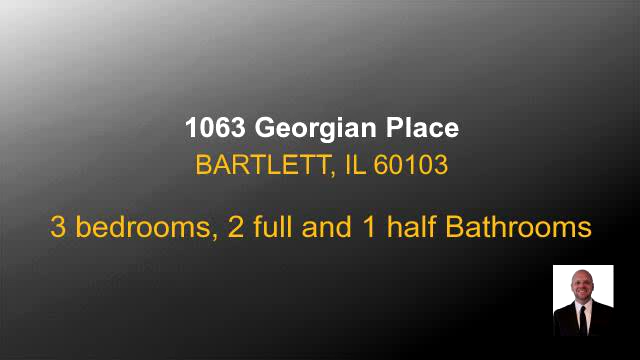 1063 Georgian Place
BARTLETT, IL 60103
3 bedrooms, 2 full and 1 half Bathrooms